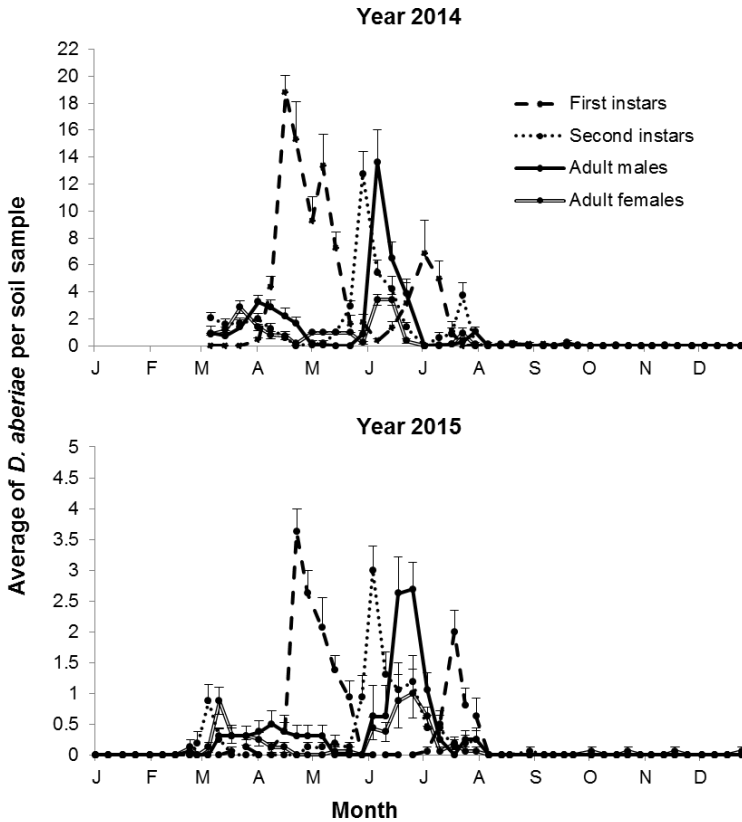 Year 2014
22
20
18
16
14
12
10
8
6
4
2
0
First instars
Second instars
Adult males
Adult females
J F M A M J J A S O N D
Average of D. aberiae per soil sample
Year 2015
5
4.5
4
3.5
3
2.5
2
1.5
1
0.5
0
J F M A M J J A S O N D
Month